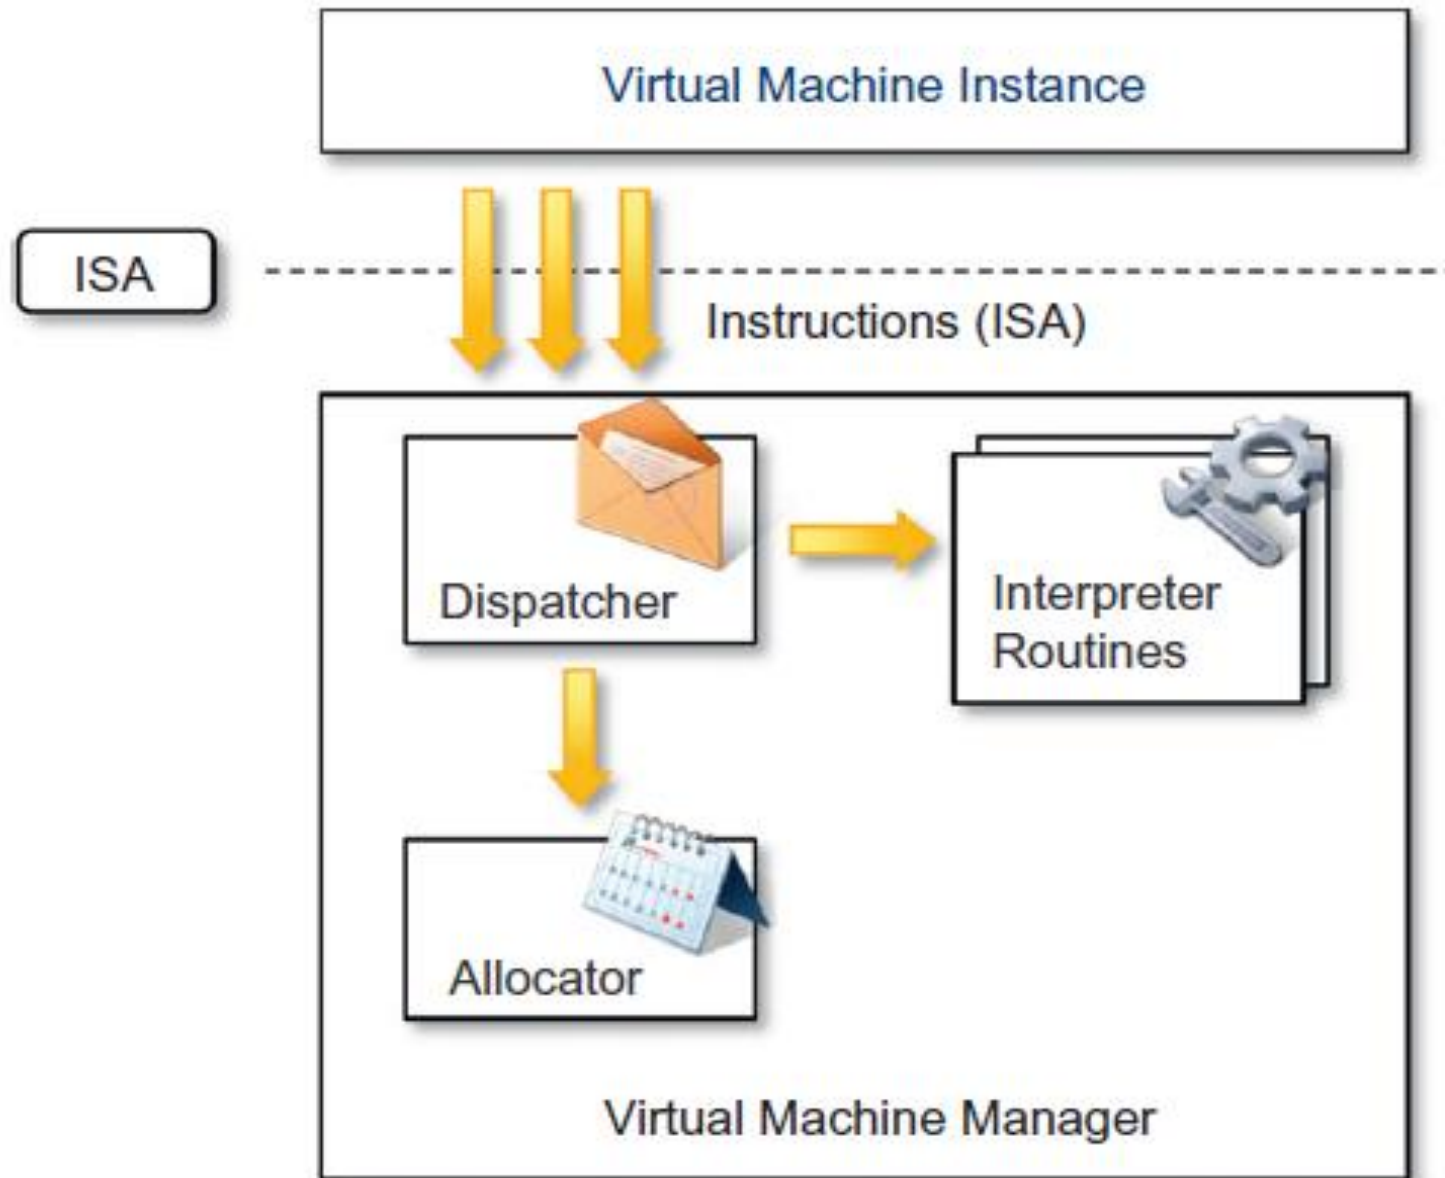 Virtual Machine Instance
ISA
Instructions (ISA)
Dispatcher
Interpreter
Routines
Allocator
Virtual Machine Manager